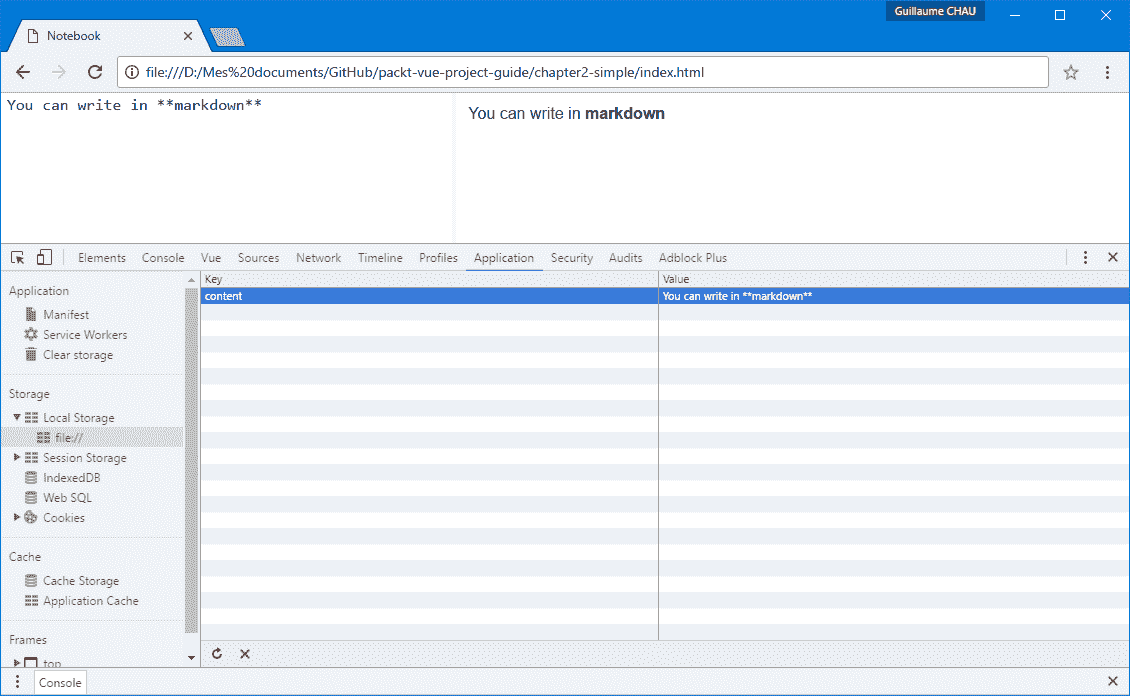 Guillaume CHAU
Notebook
file:///D:/Mes%20documents/GitHub/packt-vue-project-guide/chapter2-simple/index.html
You can write in **markdown**
You can write in markdown
Elements Console Vue Sources Network Timeline Profiles Application Security Audits Adblock Plus
Key Value
content You can write in **markdown**
Application
Manifest
Service Workers
Clear storage
Storage
Local Storage
file://
Session Storage
IndexedDB
Web SQL
Cookies
Cache
Cache Storage
Application Cache
Frames
top
Console